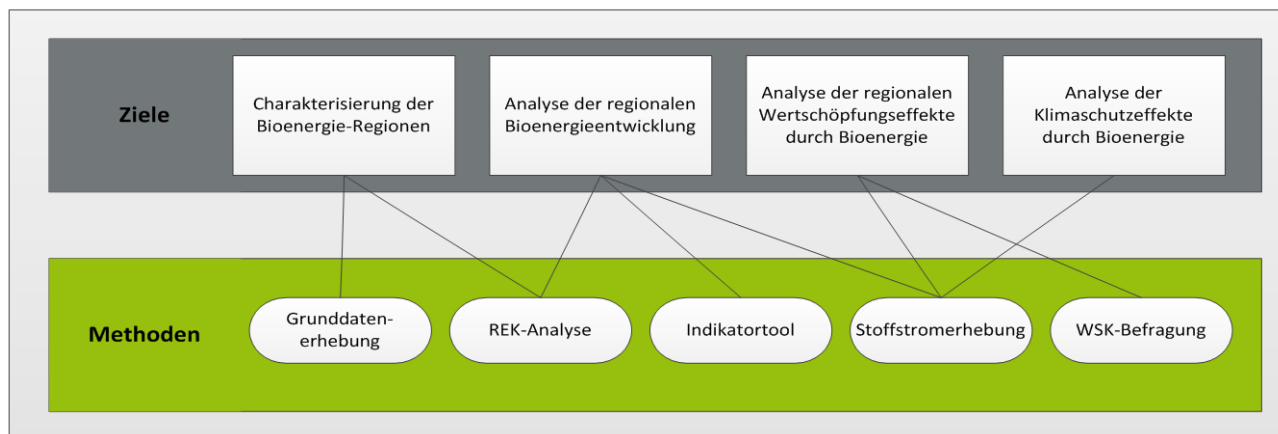 Ziele
Charakterisierung der
Bioenergie-Regionen
Analyse der regionalen
Bioenergieentwicklung
Analyse der regionalen
Wertschöpfungseffekte
durch Bioenergie
Analyse der
Klimaschutzeffekte
durch Bioenergie
Methoden
Grunddaten-
erhebung
REK-Analyse
Indikatortool
Stoffstromerhebung
WSK-Befragung